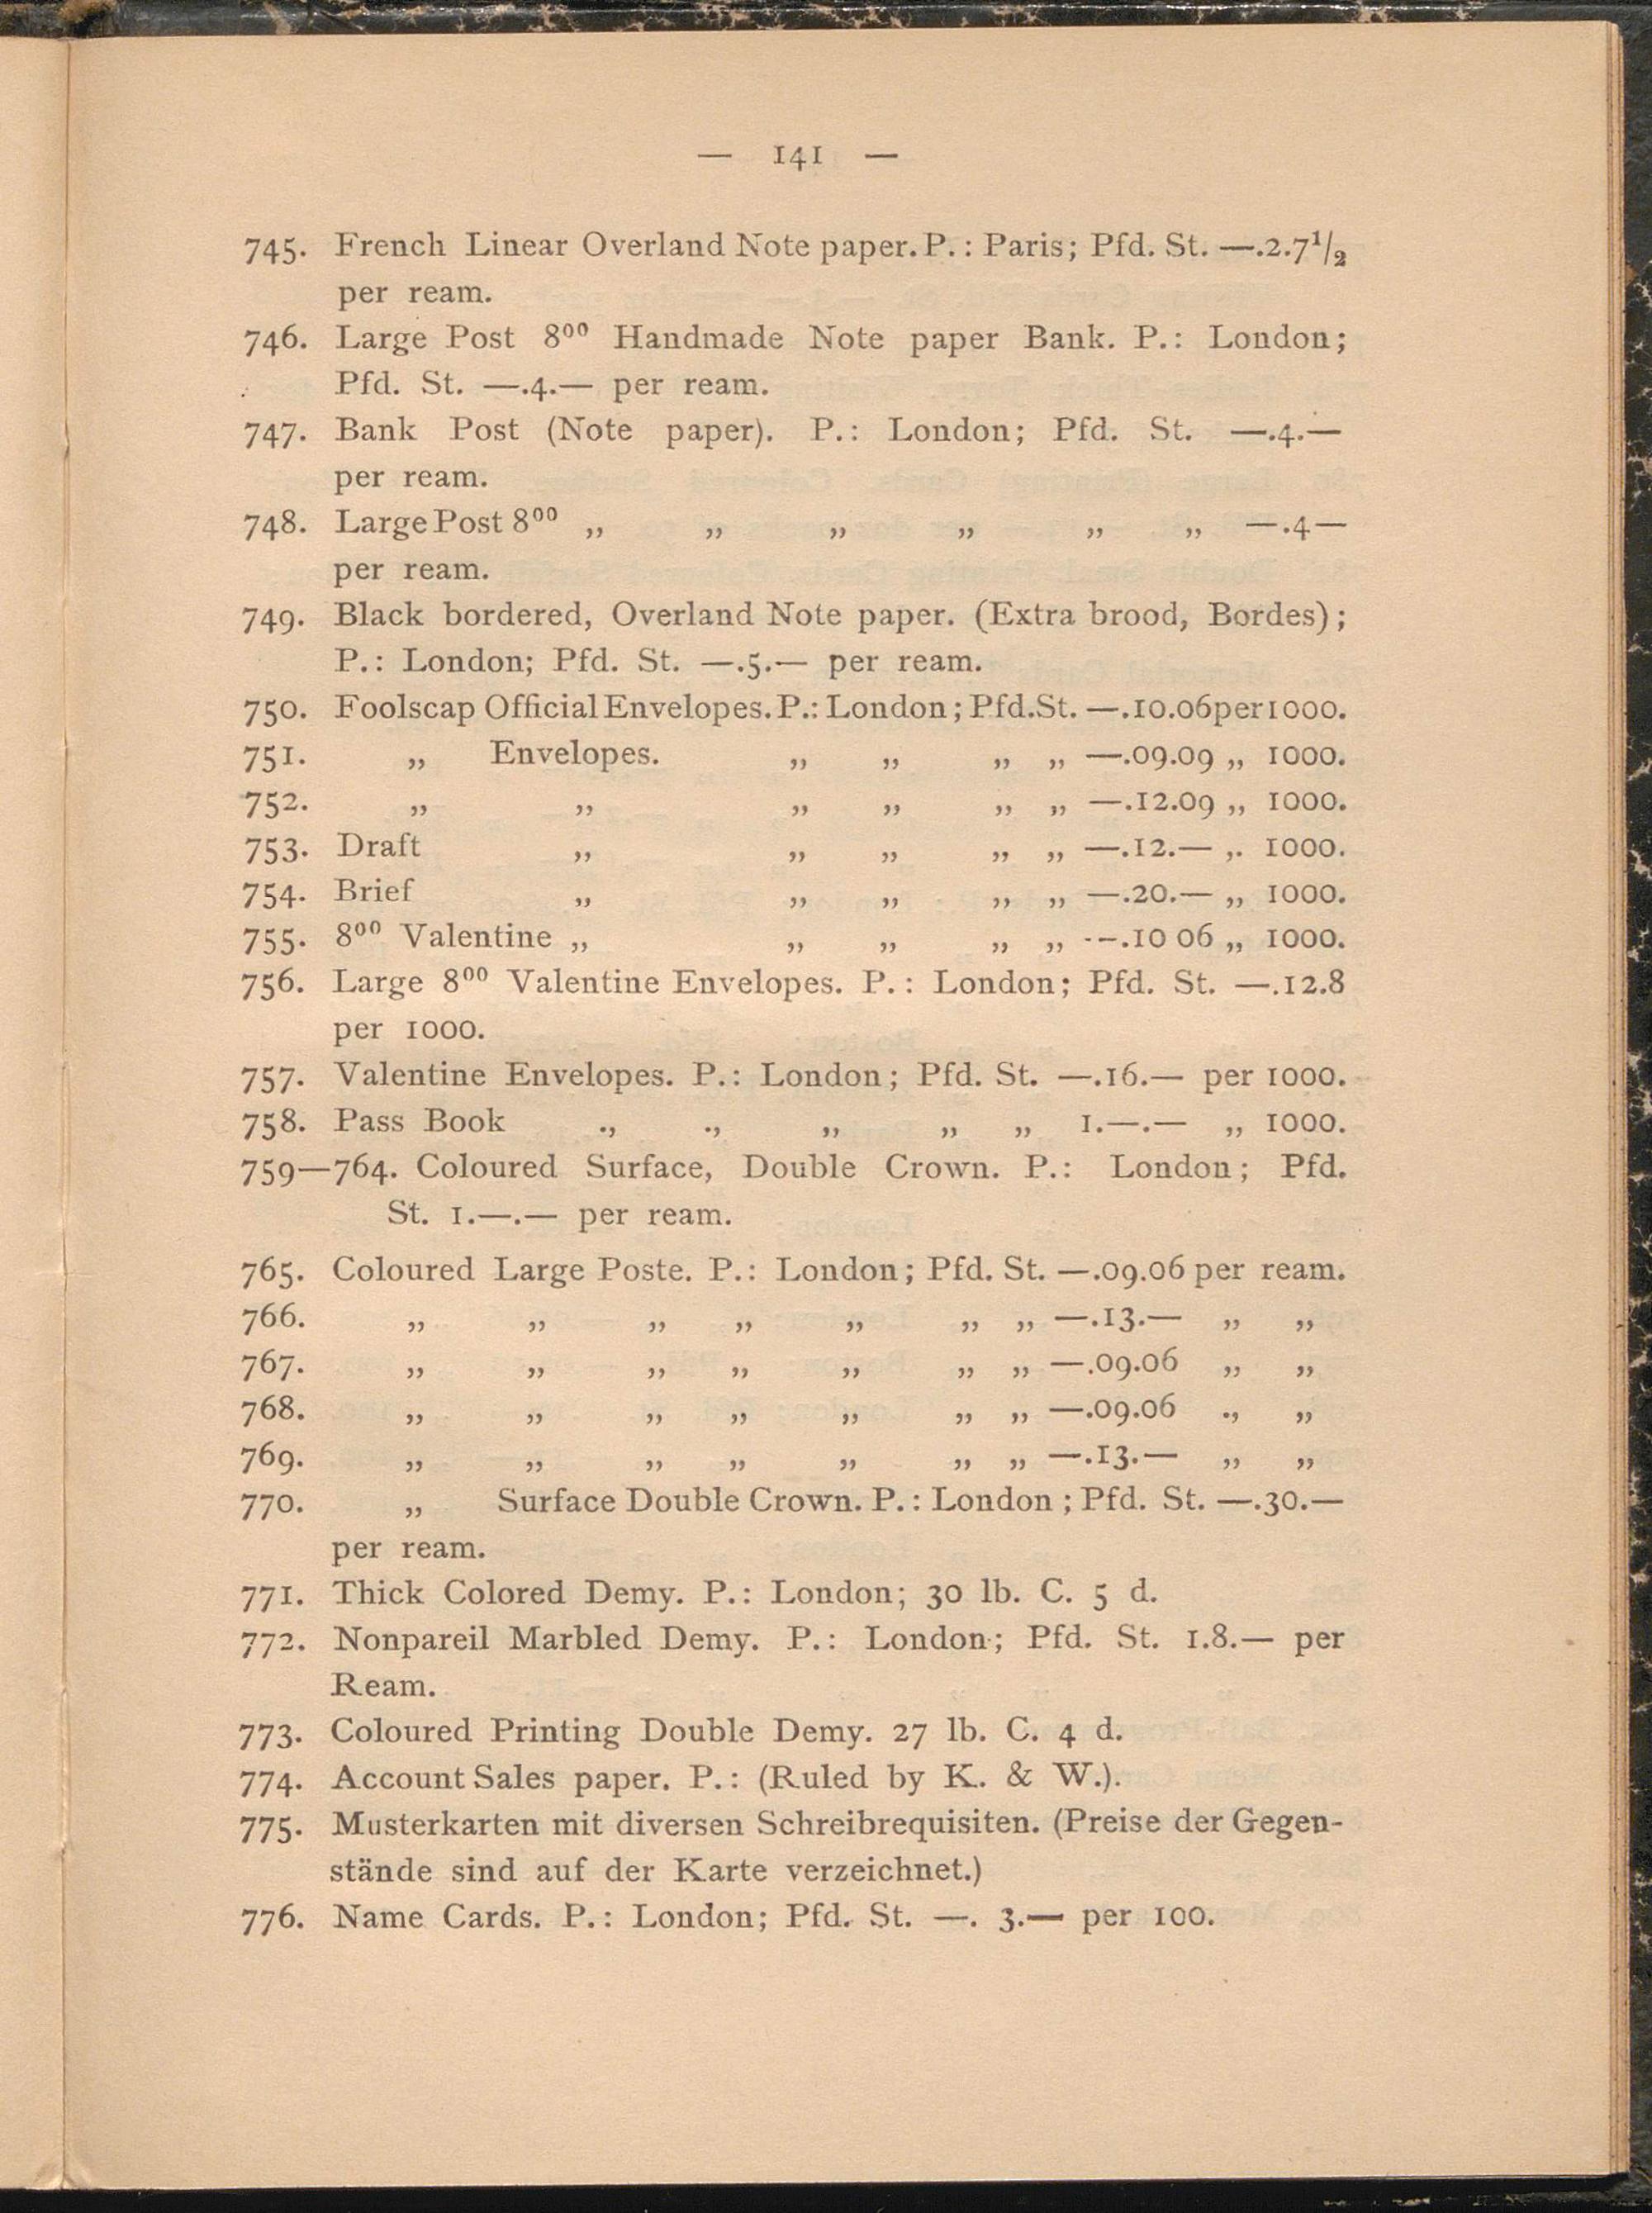 — 141 —
745. French Linear Overland Note paper. P.: Paris; Pfd. St. —.2.7¹/₂
per ream.
746. Large Post 8⁰⁰ Handmade Note paper Bank. P.: London;
Pfd. St. —.4.— per ream.
747. Bank Post (Note paper). P.: London; Pfd. St. —.4.—
per ream.
748. Large Post 8⁰⁰ „ „ „ „ „ „ —.4—
per ream.
749. Black bordered, Overland Note paper. (Extra brood, Bordes);
P.: London; Pfd. St. —.5.— per ream.
750. Foolscap Official Envelopes. P.: London; Pfd. St. —.10.06 per 1000.
751. „ Envelopes. „ „ „ „ —.09.09 „ 1000.
752. „ „ „ „ „ „ —.12.09 „ 1000.
753. Draft „ „ „ „ „ —.12.— „. 1000.
754. Brief „ „ „ „ „ —.20.— „ 1000.
755. 8⁰⁰ Valentine „ „ „ „ „ --.10 06 „ 1000.
756. Large 8⁰⁰ Valentine Envelopes. P.: London; Pfd. St. —.12.8
per 1000.
757. Valentine Envelopes. P.: London; Pfd. St. —.16.— per 1000.
758. Pass Book „ „ „ „ „ 1.—.— „ 1000.
759—764. Coloured Surface, Double Crown. P.: London; Pfd.
St. 1.—.— per ream.
765. Coloured Large Poste. P.: London; Pfd. St. —.09.06 per ream.
766. „ „ „ „ „ „ „ —.13.— „ „
767. „ „ „ „ „ „ „ —.09.06 „ „
768. „ „ „ „ „ „ „ —.09.06 „ „
769. „ „ „ „ „ „ „ —.13.— „ „
770. „ Surface Double Crown. P.: London; Pfd. St. —.30.—
per ream.
771. Thick Colored Demy. P.: London; 30 lb. C. 5 d.
772. Nonpareil Marbled Demy. P.: London; Pfd. St. 1.8.— per
Ream.
773. Coloured Printing Double Demy. 27 lb. C. 4 d.
774. Account Sales paper. P.: (Ruled by K. & W.).
775. Musterkarten mit diversen Schreibrequisiten. (Preise der Gegen-
stände sind auf der Karte verzeichnet.)
776. Name Cards. P.: London; Pfd. St. —. 3.— per 100.